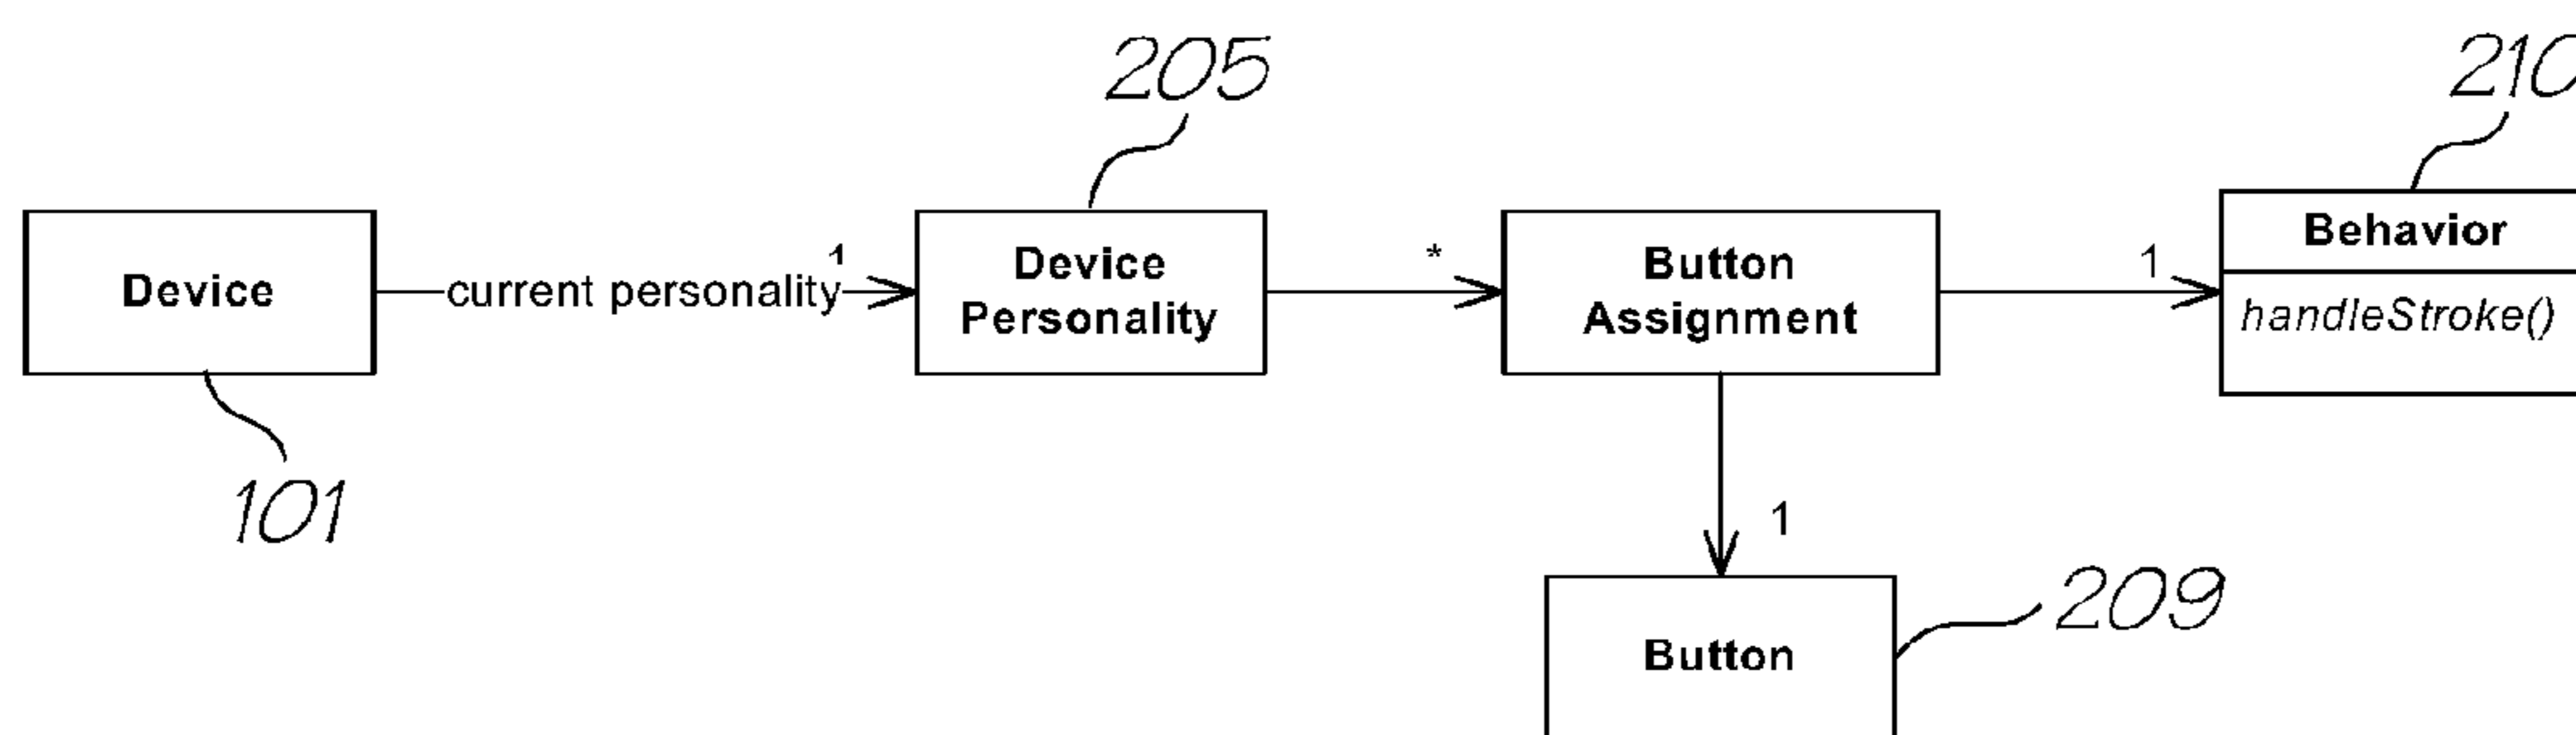 205
210
Device
current personality
1
Device
Personality
*
Button
Assignment
1
Behavior
handleStroke()
101
1
Button
209